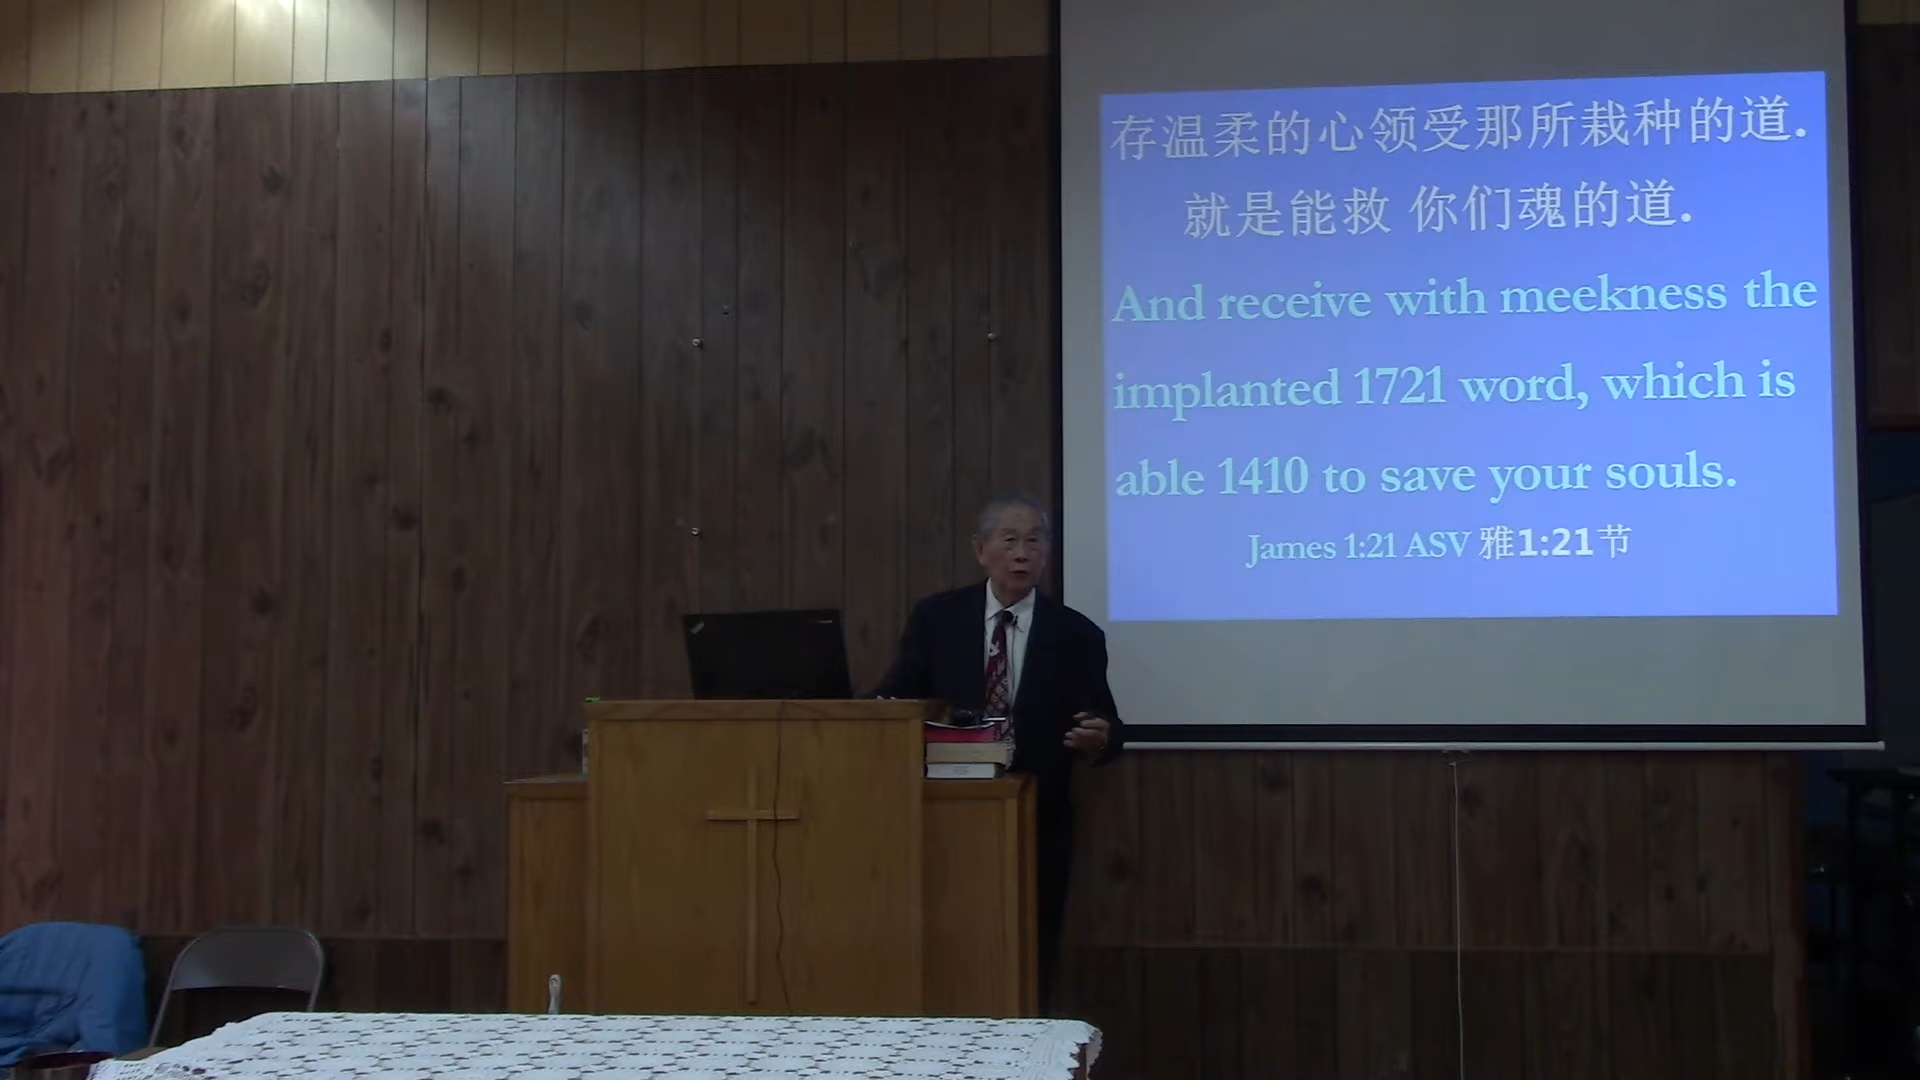 存温柔的心领受那所栽种的道.
就是能救 你们魂的道.
And receive with meekness the
implanted 1721 word, which is
able 1410 to save your souls.
James 1:21 ASV 雅1:21节